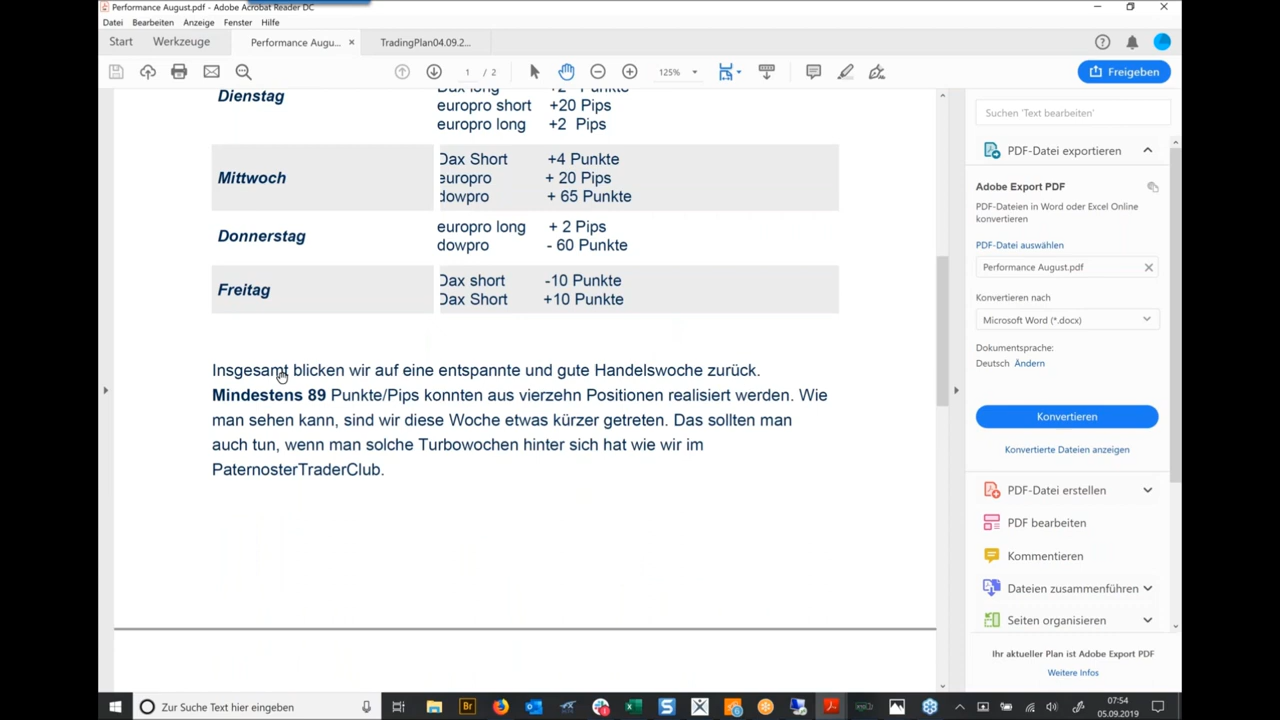 Performance August.pdf - Adobe Acrobat Reader DC
Datei Bearbeiten Anzeige Fenster Hilfe
Start Werkzeuge Performance Augu... TradingPlan04.09.2...
1 / 2 125% Freigeben
Dienstag
Dax long +2 Punkte
europro short +20 Pips
europro long +2 Pips
Mittwoch
Dax Short +4 Punkte
europro + 20 Pips
dowpro + 65 Punkte
Donnerstag
europro long + 2 Pips
dowpro - 60 Punkte
Freitag
Dax short -10 Punkte
Dax Short +10 Punkte
Insgesamt blicken wir auf eine entspannte und gute Handelswoche zurück.
Mindestens 89 Punkte/Pips konnten aus vierzehn Positionen realisiert werden. Wie
man sehen kann, sind wir diese Woche etwas kürzer getreten. Das sollten man
auch tun, wenn man solche Turbowochen hinter sich hat wie wir im
PaternosterTraderClub.
Suchen 'Text bearbeiten'
PDF-Datei exportieren
Adobe Export PDF
PDF-Dateien in Word oder Excel Online
konvertieren
PDF-Datei auswählen
Performance August.pdf
Konvertieren nach
Microsoft Word (*.docx)
Dokumentsprache:
Deutsch Ändern
Konvertieren
Konvertierte Dateien anzeigen
PDF-Datei erstellen
PDF bearbeiten
Kommentieren
Dateien zusammenführen
Seiten organisieren
Ihr aktueller Plan ist Adobe Export PDF
Weitere Infos
Zur Suche Text hier eingeben
Br
07:54
05.09.2019